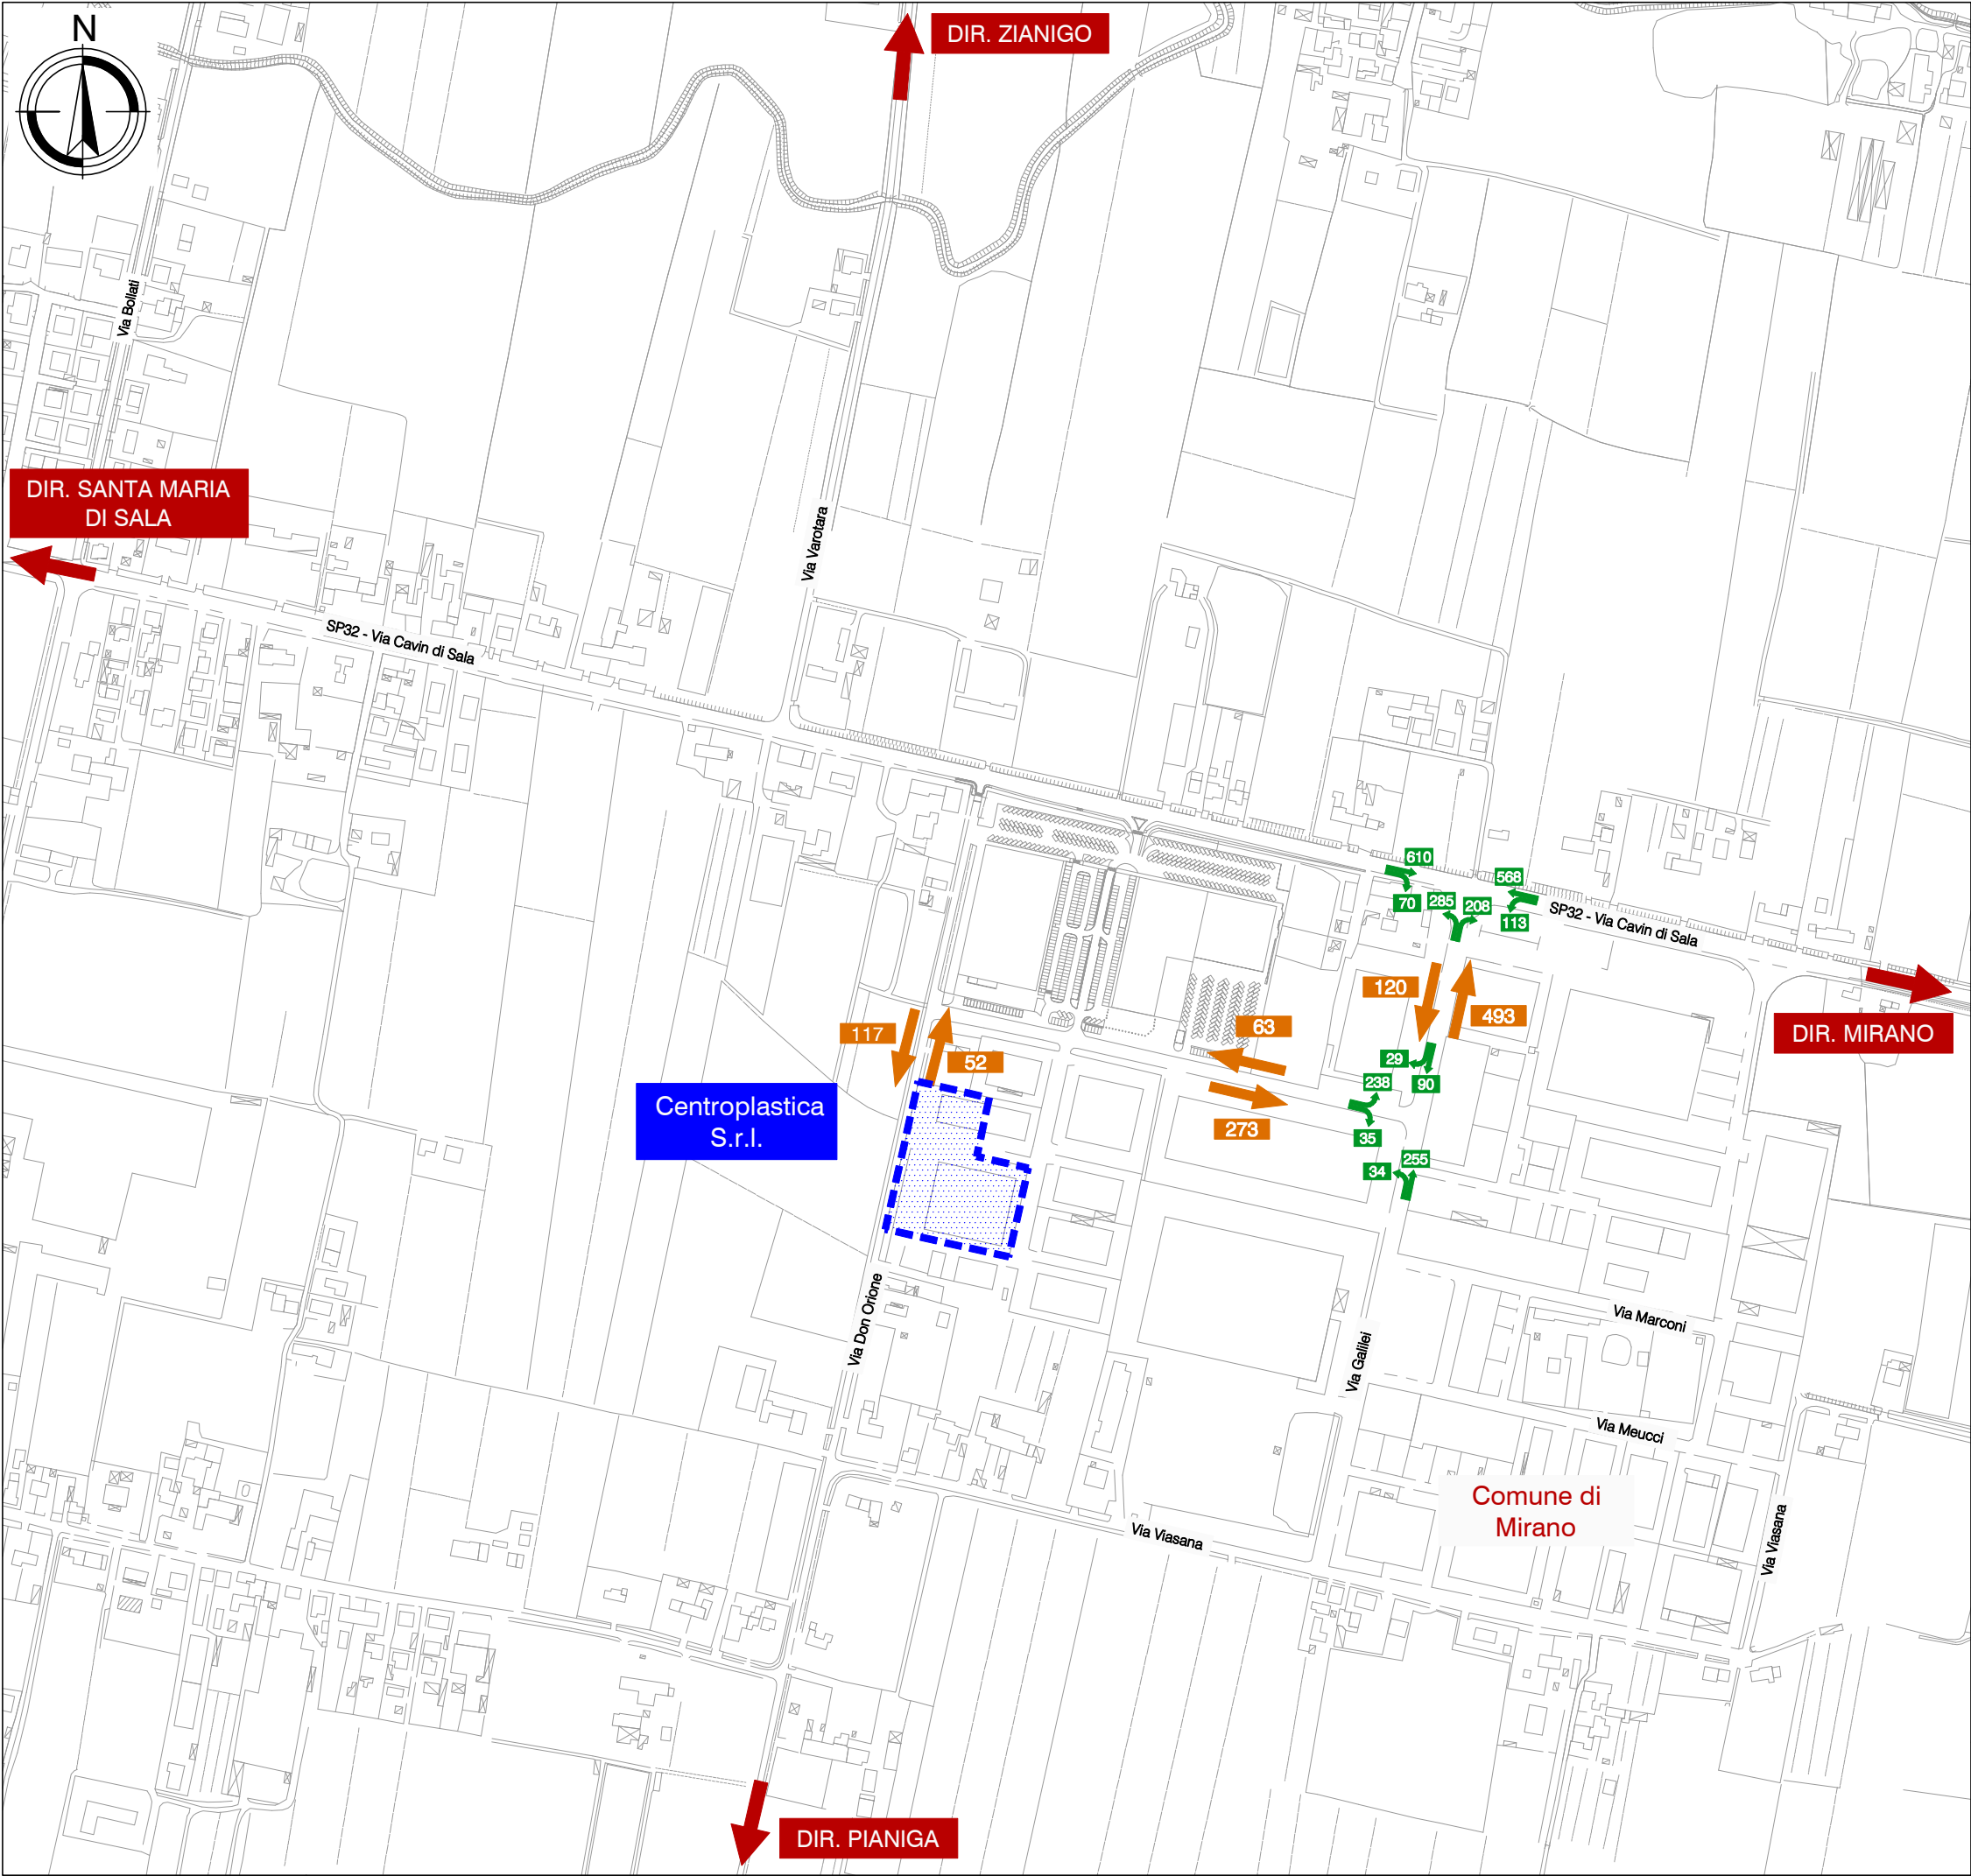 N
DIR. ZIANIGO
Via Bollati
DIR. SANTA MARIA
DI SALA
Via Varotara
SP32 - Via Cavin di Sala
610
568
70
285
208
113
SP32 - Via Cavin di Sala
120
493
DIR. MIRANO
117
52
63
29
90
238
273
35
Centroplastica
S.r.l.
255
34
Via Don Orione
Via Marconi
Via Galilei
Via Meucci
Comune di
Mirano
Via Viasana
Via Viasana
DIR. PIANIGA